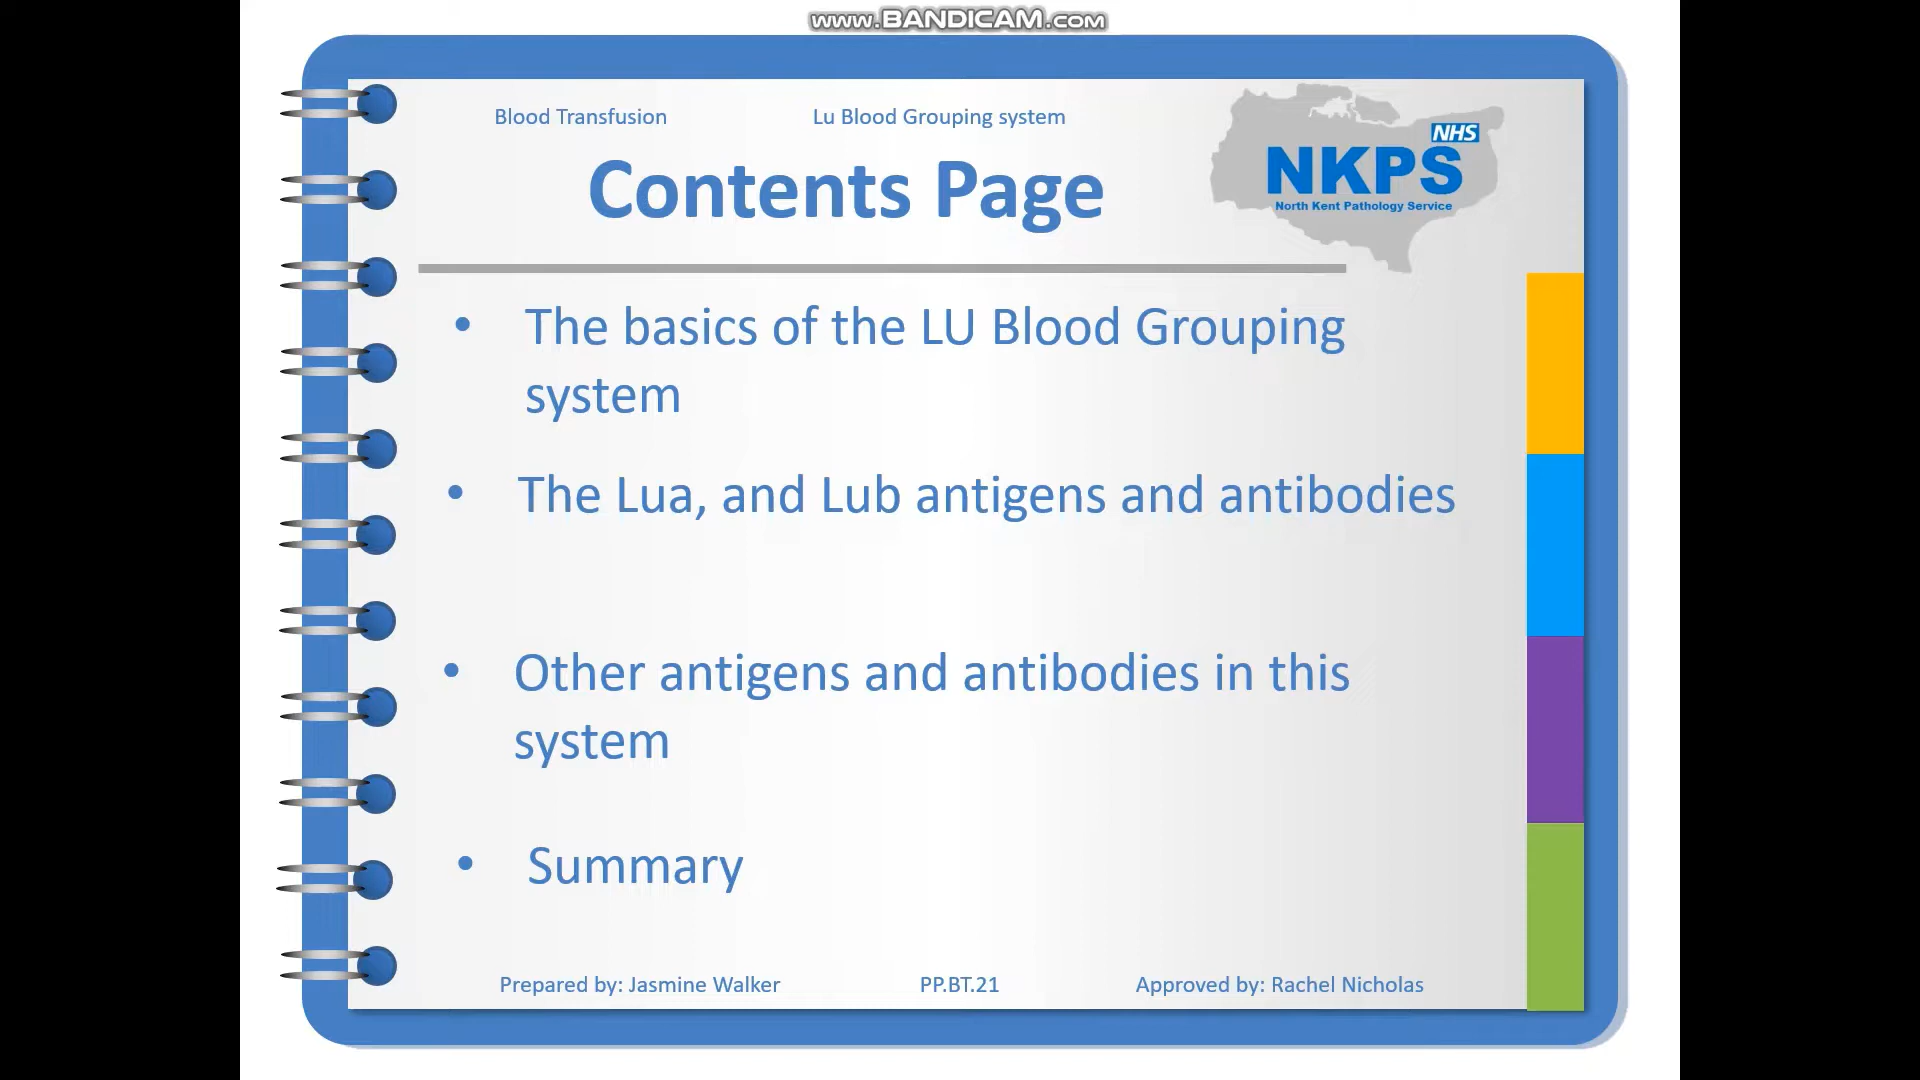 www.BANDICAM.com
Blood Transfusion
Lu Blood Grouping system
NHS
NKPS
North Kent Pathology Service
Contents Page
• The basics of the LU Blood Grouping
system
• The Lua, and Lub antigens and antibodies
• Other antigens and antibodies in this
system
• Summary
Prepared by: Jasmine Walker
PP.BT.21
Approved by: Rachel Nicholas